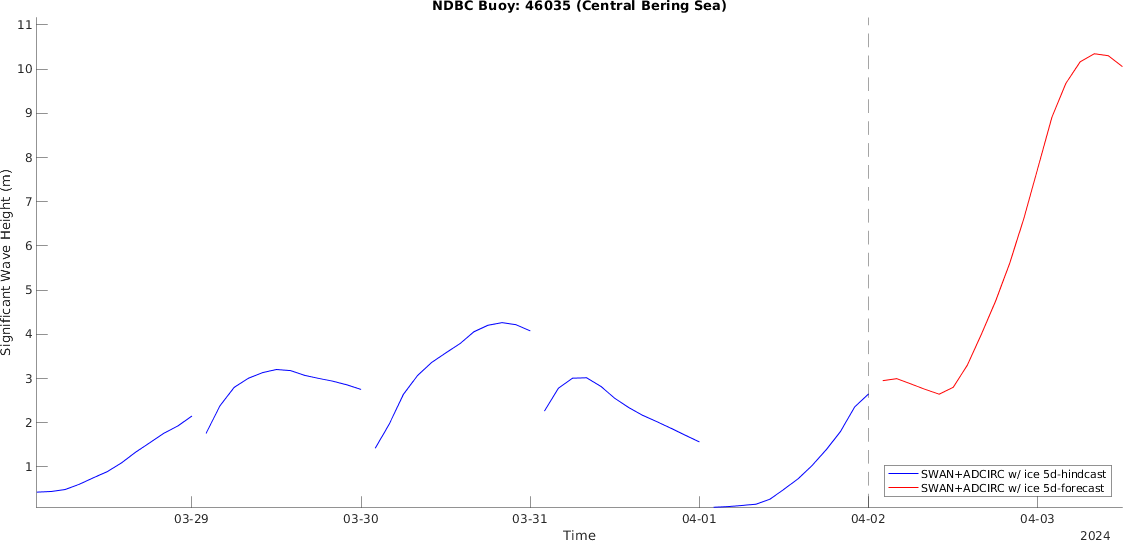 NDBC Buoy: 46035 (Central Bering Sea)
Significant Wave Height (m)
11
10
9
8
7
6
5
4
3
2
1
03-29 03-30 03-31 04-01 04-02 04-03
Time
2024
SWAN+ADCIRC w/ ice 5d-hindcast
SWAN+ADCIRC w/ ice 5d-forecast